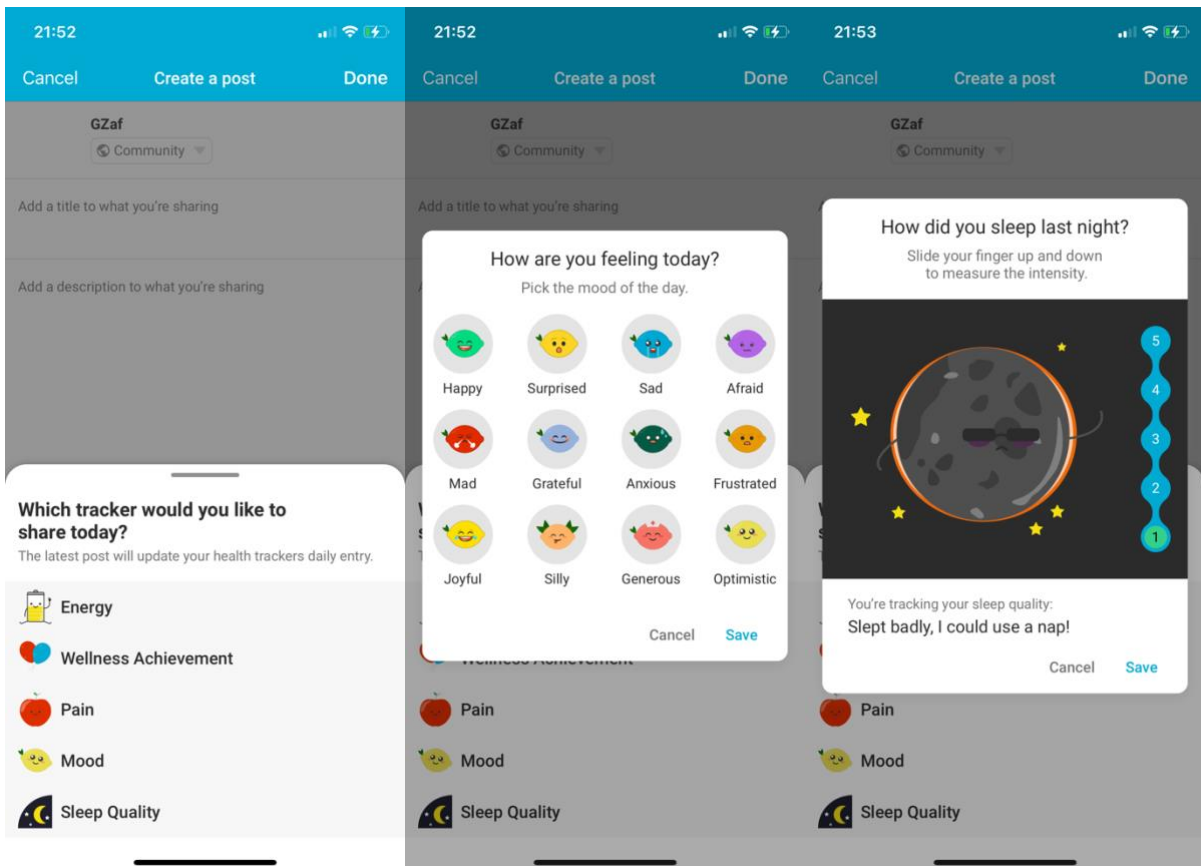 21:52
Cancel Create a post Done
GZaf
Community
Add a title to what you're sharing
Add a description to what you're sharing
Which tracker would you like to
share today?
The latest post will update your health trackers daily entry.
Energy
Wellness Achievement
Pain
Mood
Sleep Quality
21:52
Cancel Create a post Done
GZaf
Community
Add a title to what you're sharing
How are you feeling today?
Pick the mood of the day.
Happy Surprised Sad Afraid
Mad Grateful Anxious Frustrated
Joyful Silly Generous Optimistic
Cancel Save
Wellness Achievement
Pain
Mood
Sleep Quality
21:53
Cancel Create a post Done
GZaf
Community
How did you sleep last night?
Slide your finger up and down
to measure the intensity.
5
4
3
2
1
You're tracking your sleep quality:
Slept badly, I could use a nap!
Cancel Save
Pain
Mood
Sleep Quality